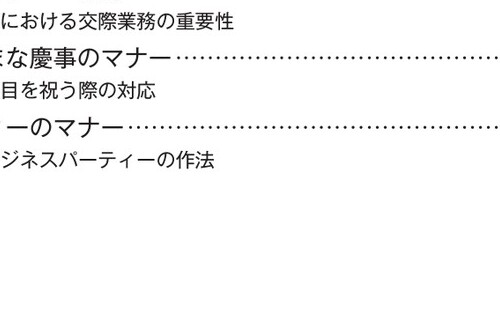 における交際業務の重要性
な慶事のマナー……………………………………
目を祝う際の対応
ーのマナー…………………………………………
ジネスパーティーの作法